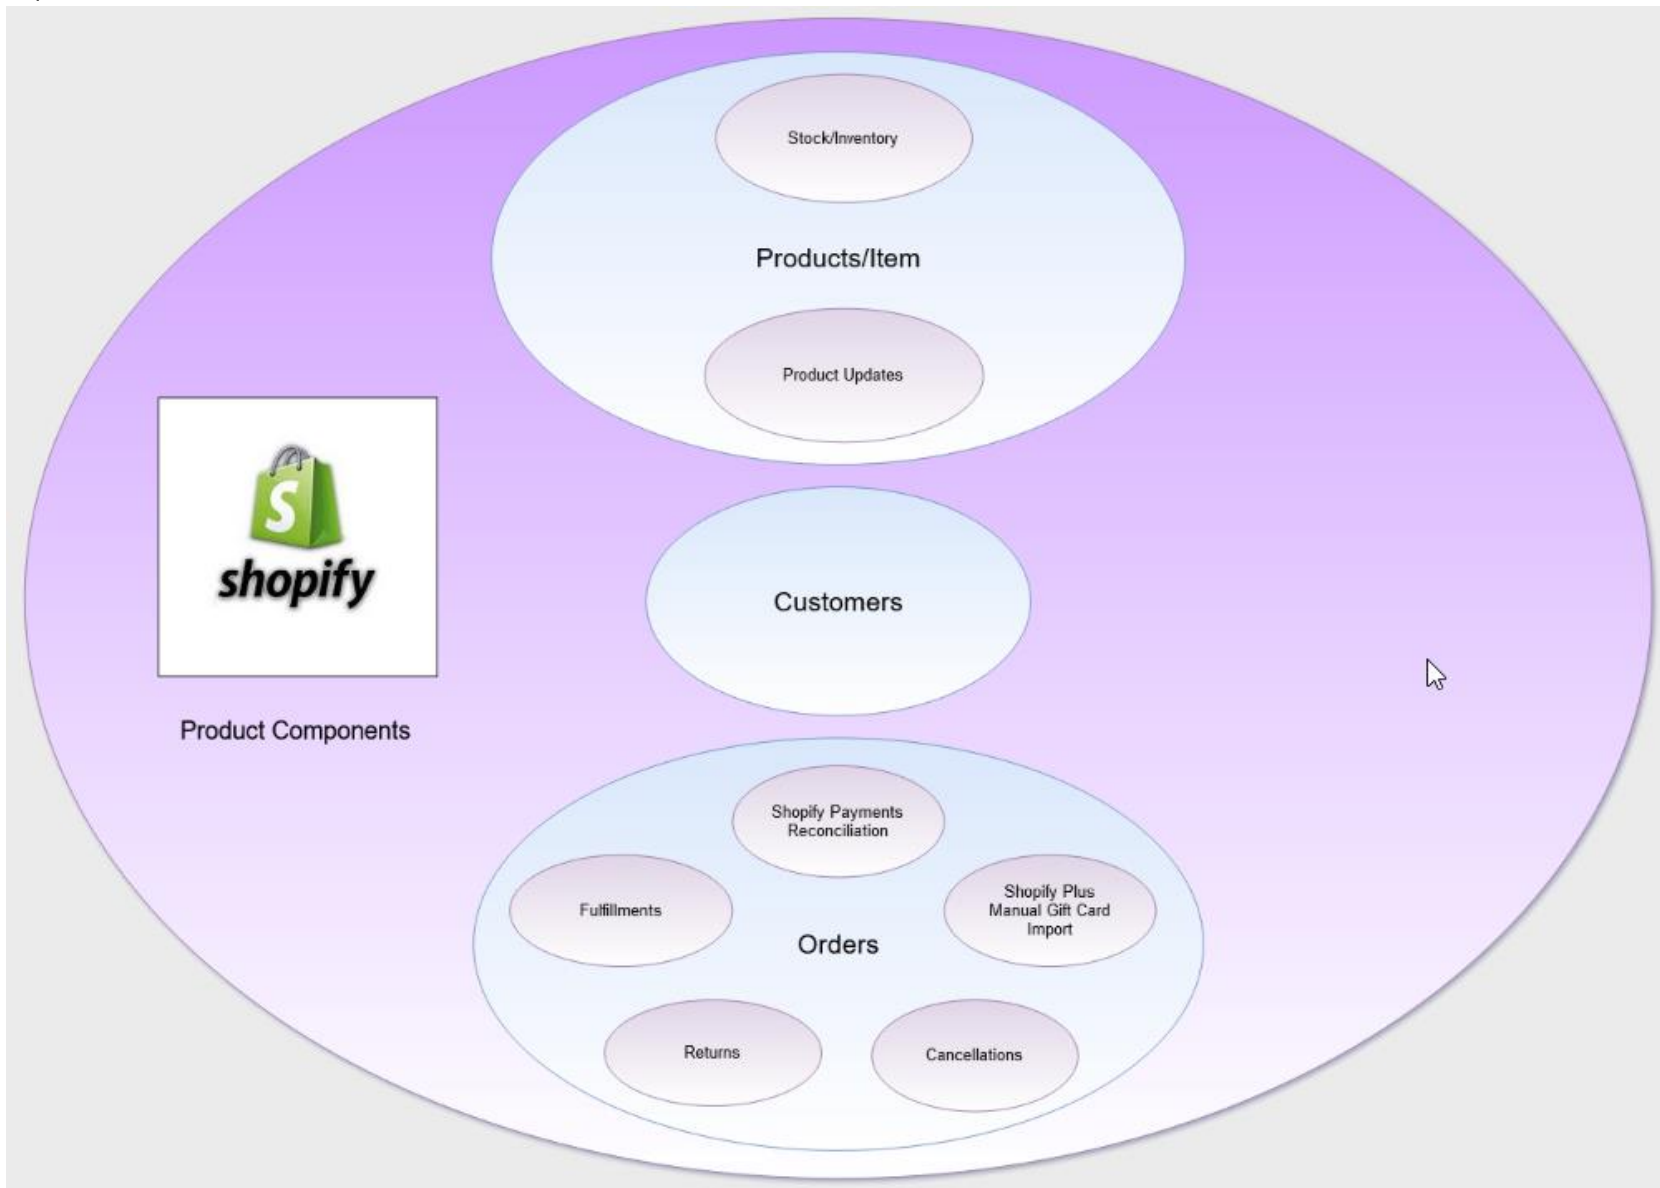 Stock/Inventory
Products/Item
Product Updates
S
shopify
Product Components
Customers
Shopify Payments
Reconciliation
Fulfillments
Shopify Plus
Manual Gift Card
Import
Orders
Returns
Cancellations